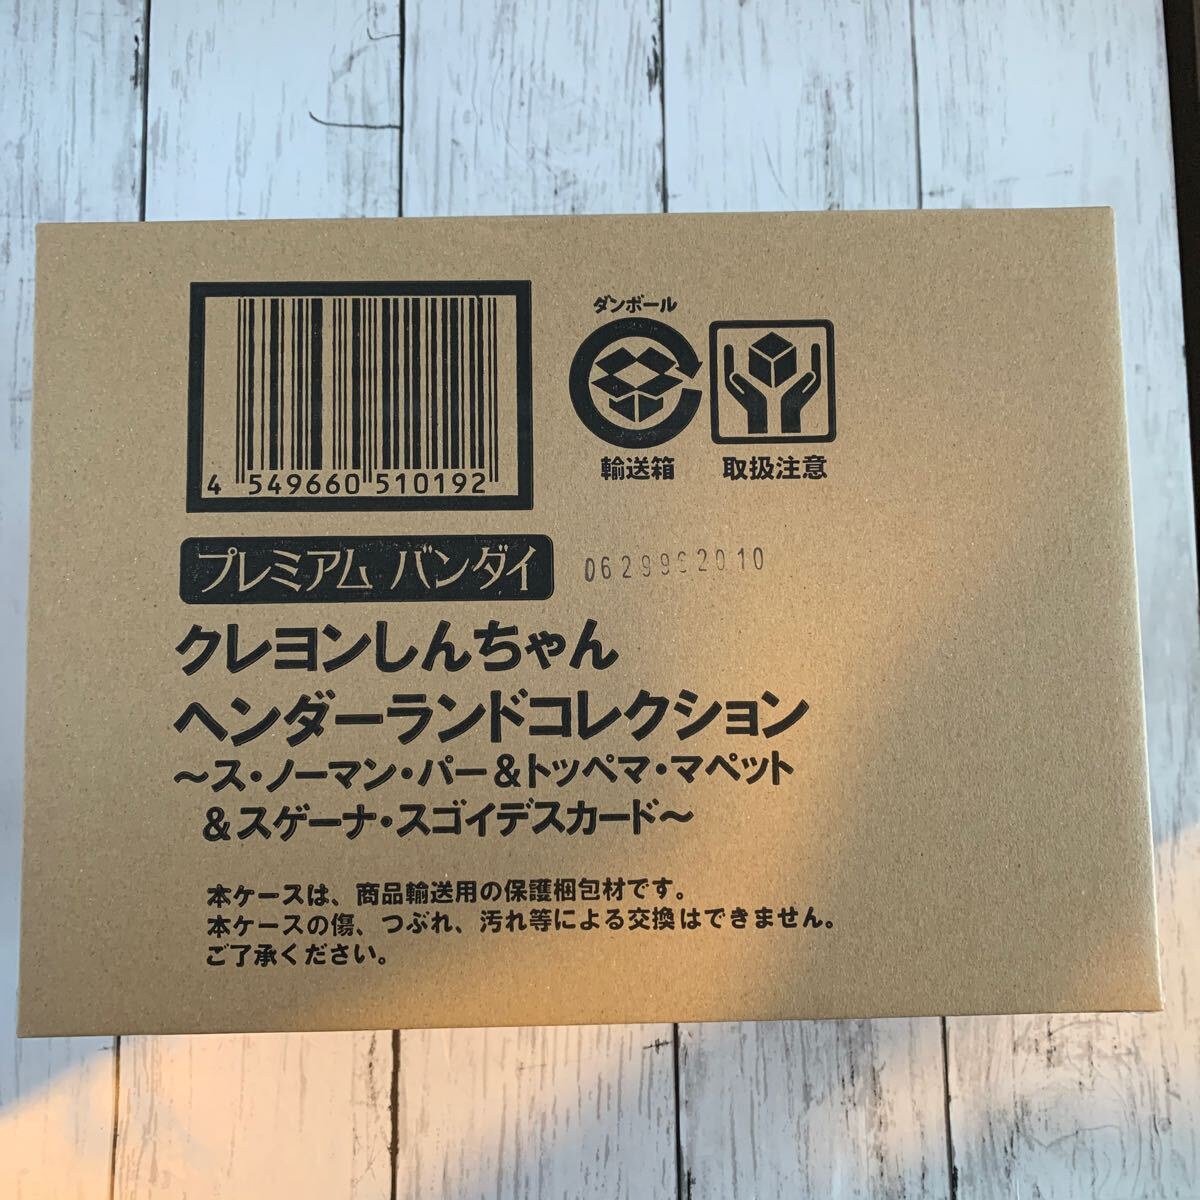 4 549660 510192
ダンボール
輸送箱
取扱注意
プレミアム バンダイ
クレヨンしんちゃん
ヘンダーランドコレクション
～ス・ノーマン・パー＆トッペマ・マペット
＆スゲーナ・スゴイデスカード～
本ケースは、商品輸送用の保護梱包材です。
本ケースの傷、つぶれ、汚れ等による交換はできません。
ご了承ください。